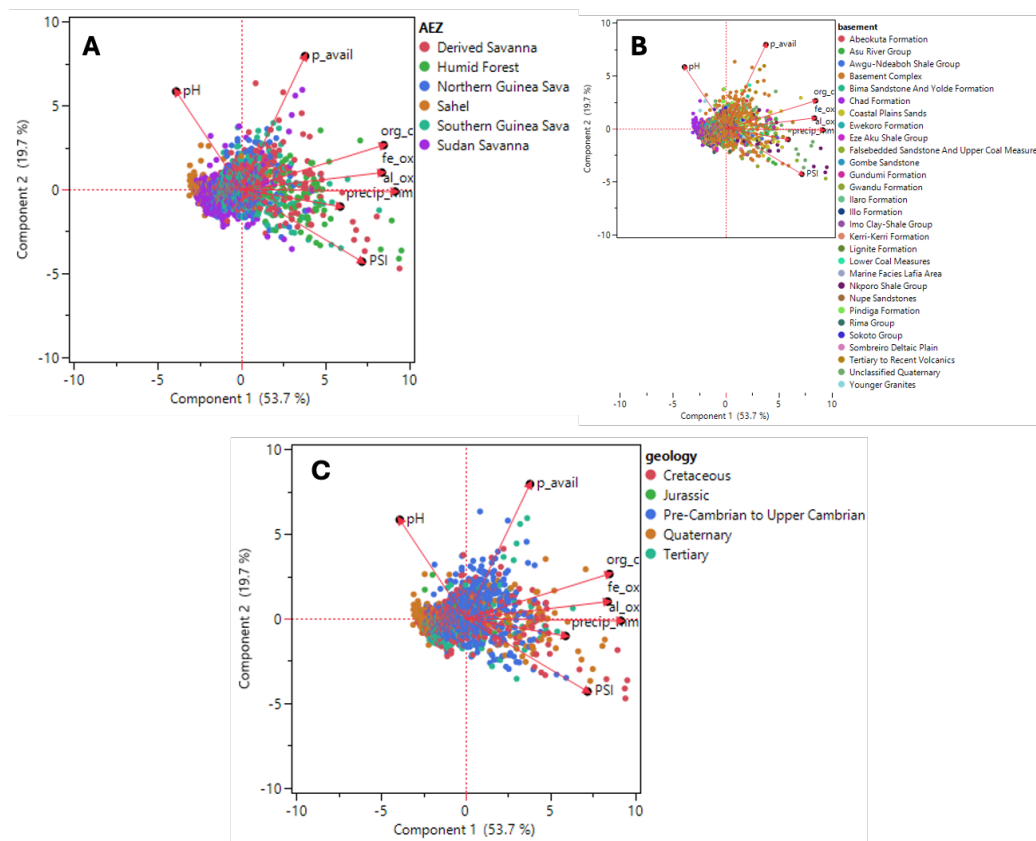 A
10
5
0
-5
-10
-10
-5
0
5
10
Component 2 (19.7 %)
Component 1 (53.7 %)
pH
p_avail
org_c
fe_ox
al_ox
precip_mm
PSI
AEZ
Derived Savanna
Humid Forest
Northern Guinea Sava
Sahel
Southern Guinea Sava
Sudan Savanna
B
10
5
0
-5
-10
-10
-5
0
5
10
Component 2 (19.7 %)
Component 1 (53.7 %)
pH
p_avail
org_c
fe_ox
al_ox
precip_mm
PSI
basement
Abeokuta Formation
Asu River Group
Awgu-Ndeaboh Shale Group
Basement Complex
Bima Sandstone And Yolde Formation
Chad Formation
Coastal Plains Sands
Ewekoro Formation
Eze Aku Shale Group
Falsebedded Sandstone And Upper Coal Measure
Gombe Sandstone
Gundumi Formation
Gwandu Formation
Ilaro Formation
Illo Formation
Imo Clay-Shale Group
Kerri-Kerri Formation
Lignite Formation
Lower Coal Measures
Marine Facies Lafia Area
Nkporo Shale Group
Nupe Sandstones
Pindiga Formation
Rima Group
Sokoto Group
Sombreiro Deltaic Plain
Tertiary to Recent Volcanics
Unclassified Quaternary
Younger Granites
C
10
5
0
-5
-10
-10
-5
0
5
10
Component 2 (19.7 %)
Component 1 (53.7 %)
pH
p_avail
org_c
fe_ox
al_ox
precip_mm
PSI
geology
Cretaceous
Jurassic
Pre-Cambrian to Upper Cambrian
Quaternary
Tertiary